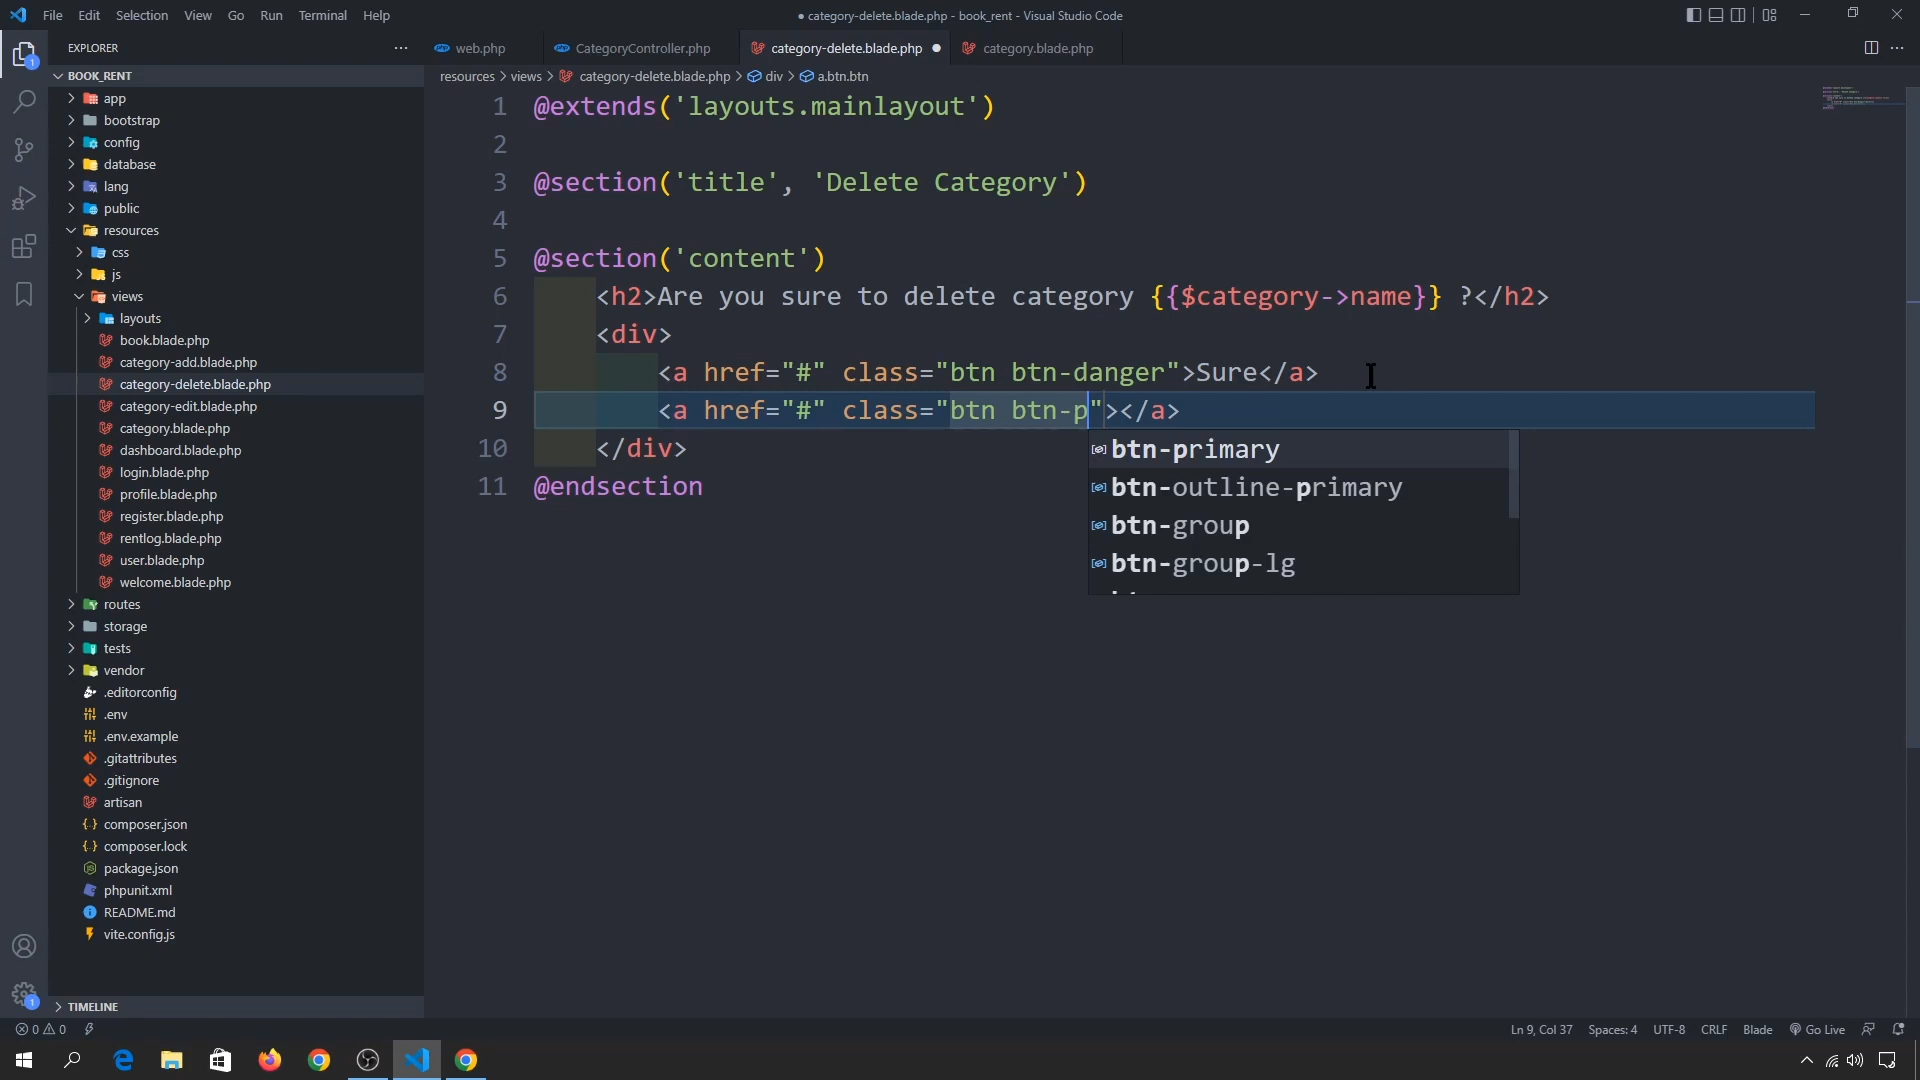 File Edit Selection View Go Run Terminal Help
● category-delete.blade.php - book_rent - Visual Studio Code
EXPLORER
web.php CategoryController.php category-delete.blade.php category.blade.php
resources > views > category-delete.blade.php > div > a.btn.btn
BOOK_RENT
app
bootstrap
config
database
lang
public
resources
css
js
views
layouts
book.blade.php
category-add.blade.php
category-delete.blade.php
category-edit.blade.php
category.blade.php
dashboard.blade.php
login.blade.php
profile.blade.php
register.blade.php
rentlog.blade.php
user.blade.php
welcome.blade.php
routes
storage
tests
vendor
.editorconfig
.env
.env.example
.gitattributes
.gitignore
artisan
composer.json
composer.lock
package.json
phpunit.xml
README.md
vite.config.js
TIMELINE
1 @extends('layouts.mainlayout')
2
3 @section('title', 'Delete Category')
4
5 @section('content')
6 <h2>Are you sure to delete category {{$category->name}} ?</h2>
7 <div>
8 <a href="#" class="btn btn-danger">Sure</a>
9 <a href="#" class="btn btn-p"></a>
10 </div>
11 @endsection
btn-primary
btn-outline-primary
btn-group
btn-group-lg
1
1
0 0
Ln 9, Col 37 Spaces: 4 UTF-8 CRLF Blade Go Live